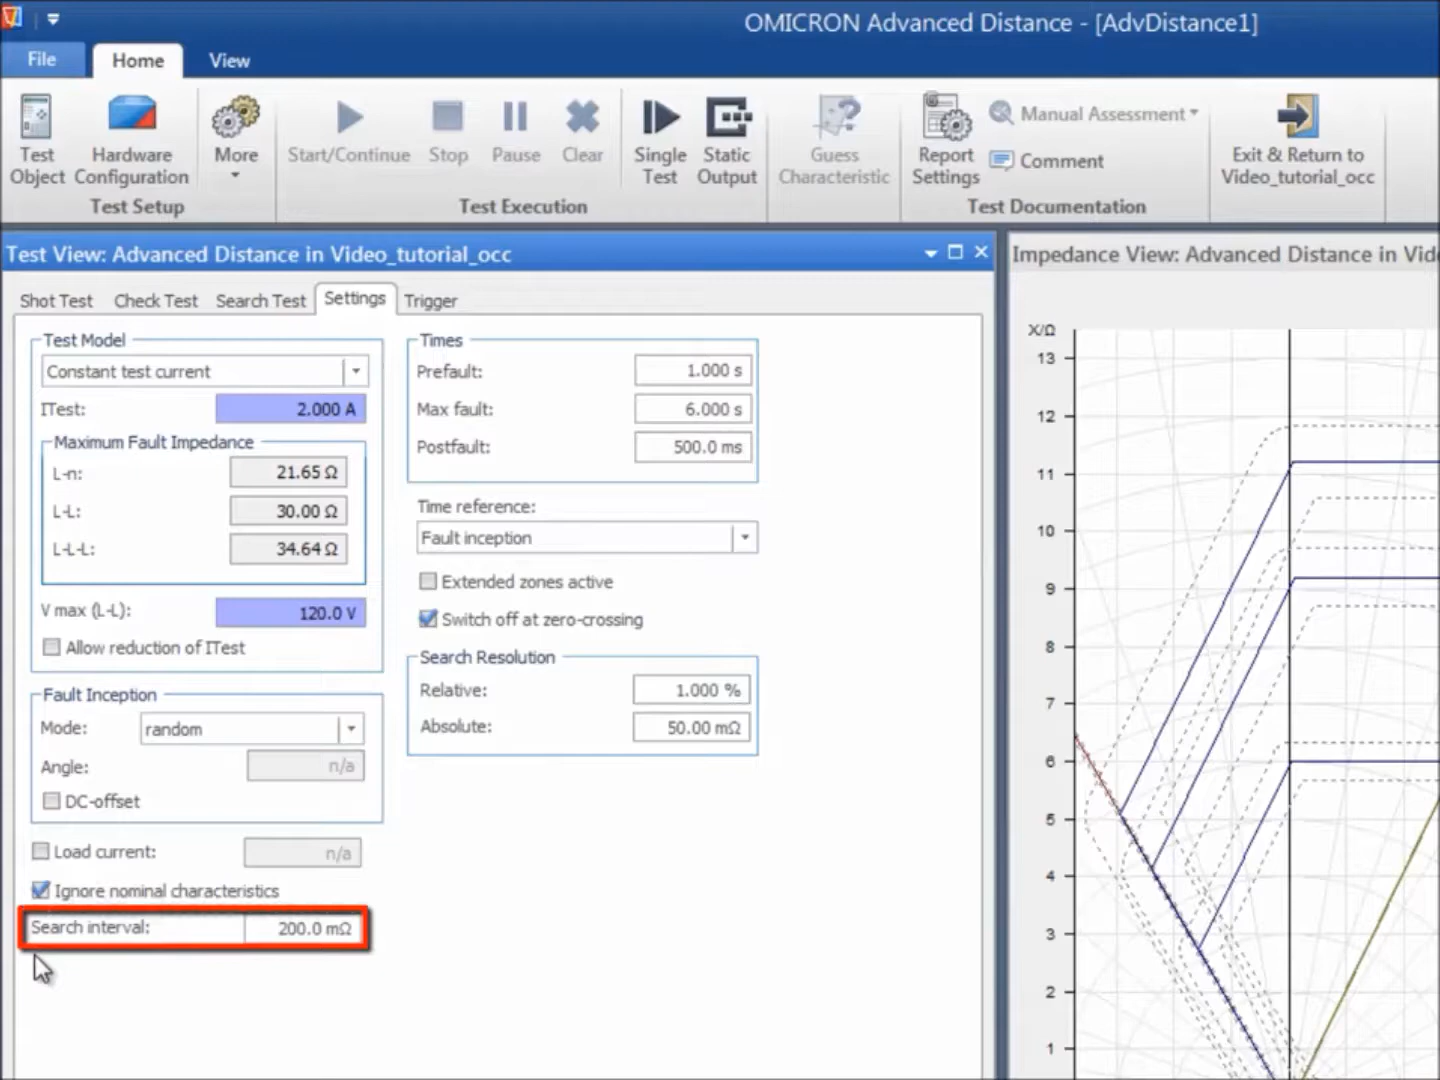 OMICRON Advanced Distance - [AdvDistance1]
File
Home
View
Test Object
Hardware Configuration
More
Test Setup
Start/Continue
Stop
Pause
Clear
Single Test
Static Output
Test Execution
Guess Characteristic
Report Settings
Manual Assessment
Comment
Test Documentation
Exit & Return to Video_tutorial_occ
Test View: Advanced Distance in Video_tutorial_occ
Shot Test
Check Test
Search Test
Settings
Trigger
Test Model
Constant test current
ITest: 2.000 A
Maximum Fault Impedance
L-n: 21.65 Ω
L-L: 30.00 Ω
L-L-L: 34.64 Ω
V max (L-L): 120.0 V
Allow reduction of ITest
Fault Inception
Mode: random
Angle: n/a
DC-offset
Load current: n/a
Ignore nominal characteristics
Search interval: 200.0 mΩ
Times
Prefault: 1.000 s
Max fault: 6.000 s
Postfault: 500.0 ms
Time reference:
Fault inception
Extended zones active
Switch off at zero-crossing
Search Resolution
Relative: 1.000 %
Absolute: 50.00 mΩ
Impedance View: Advanced Distance in Vid
X/Ω
13
12
11
10
9
8
7
6
5
4
3
2
1